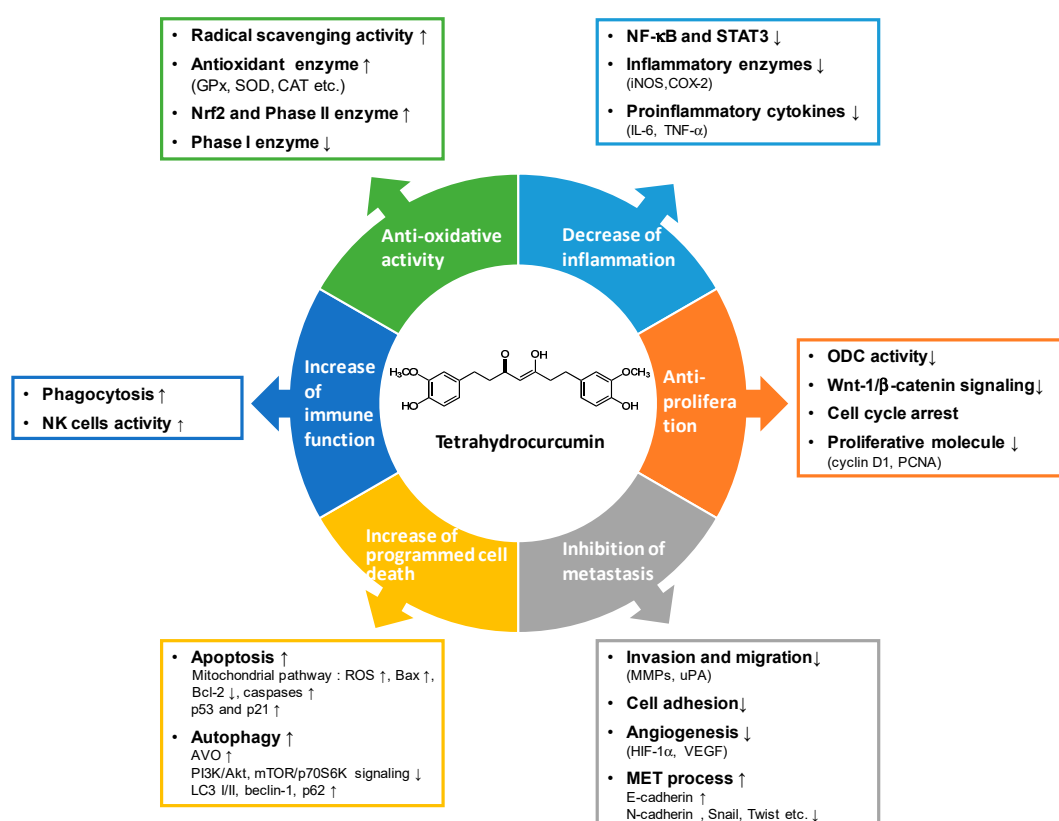 • Radical scavenging activity ↑
• Antioxidant enzyme ↑
(GPx, SOD, CAT etc.)
• Nrf2 and Phase II enzyme ↑
• Phase I enzyme ↓
• NF-κB and STAT3 ↓
• Inflammatory enzymes ↓
(iNOS,COX-2)
• Proinflammatory cytokines ↓
(IL-6, TNF-α)
Anti-oxidative
activity
Decrease of
inflammation
• Phagocytosis ↑
• NK cells activity ↑
Increase
of
immune
function
O
OH
H₃CO
HO
OCH₃
OH
Tetrahydrocurcumin
Anti-
prolifera
tion
• ODC activity↓
• Wnt-1/β-catenin signaling↓
• Cell cycle arrest
• Proliferative molecule ↓
(cyclin D1, PCNA)
Increase of
programmed cell
death
Inhibition of
metastasis
• Apoptosis ↑
Mitochondrial pathway : ROS ↑, Bax ↑,
Bcl-2 ↓, caspases ↑
p53 and p21 ↑
• Autophagy ↑
AVO ↑
PI3K/Akt, mTOR/p70S6K signaling ↓
LC3 I/II, beclin-1, p62 ↑
• Invasion and migration↓
(MMPs, uPA)
• Cell adhesion↓
• Angiogenesis ↓
(HIF-1α, VEGF)
• MET process ↑
E-cadherin ↑
N-cadherin , Snail, Twist etc. ↓